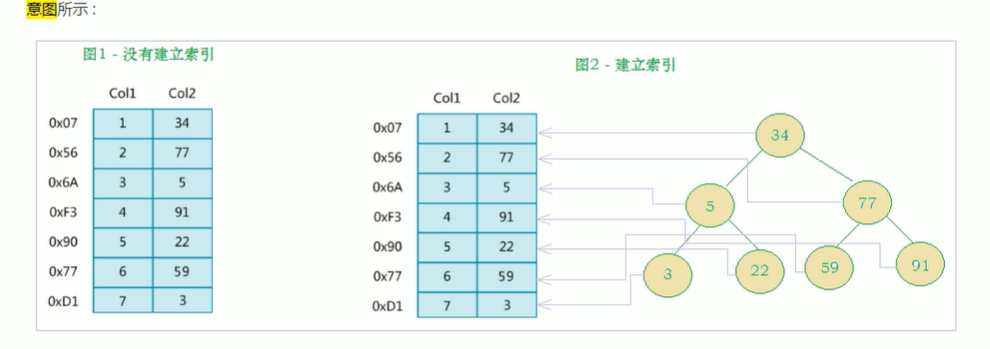 意图所示：
图1 - 没有建立索引
图2 - 建立索引
Col1 Col2
0x07 1 34
0x56 2 77
0x6A 3 5
0xF3 4 91
0x90 5 22
0x77 6 59
0xD1 7 3
Col1 Col2
0x07 1 34
0x56 2 77
0x6A 3 5
0xF3 4 91
0x90 5 22
0x77 6 59
0xD1 7 3
34
5 77
3 22 59 91